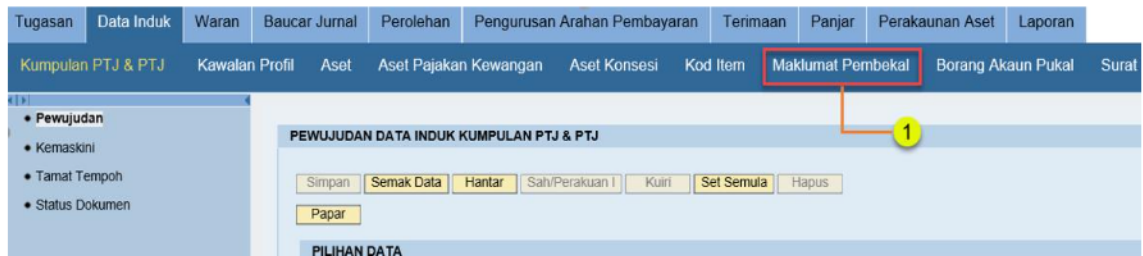 Tugasan Data Induk Waran Baucar Jurnal Perolehan Pengurusan Arahan Pembayaran Terimaan Panjar Perakaunan Aset Laporan
Kumpulan PTJ & PTJ Kawalan Profil Aset Aset Pajakan Kewangan Aset Konsesi Kod Item Maklumat Pembekal Borang Akaun Pukal Surat
Pewujudan
Kemaskini
Tamat Tempoh
Status Dokumen
1
PEWUJUDAN DATA INDUK KUMPULAN PTJ & PTJ
Simpan Semak Data Hantar Sah/Perakuan I Kuiri Set Semula Hapus
Papar
PILIHAN DATA